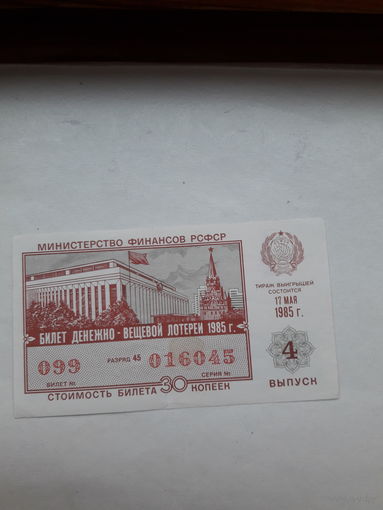 МИНИСТЕРСТВО ФИНАНСОВ РСФСР
БИЛЕТ ДЕНЕЖНО - ВЕЩЕВОЙ ЛОТЕРЕИ 1985 г.
099 РАЗРЯД 45 016045
БИЛЕТ № СЕРИЯ №
СТОИМОСТЬ БИЛЕТА 30 КОПЕЕК
ТИРАЖ ВЫИГРЫШЕЙ
СОСТОИТСЯ
17 МАЯ
1985 г.
4
ВЫПУСК